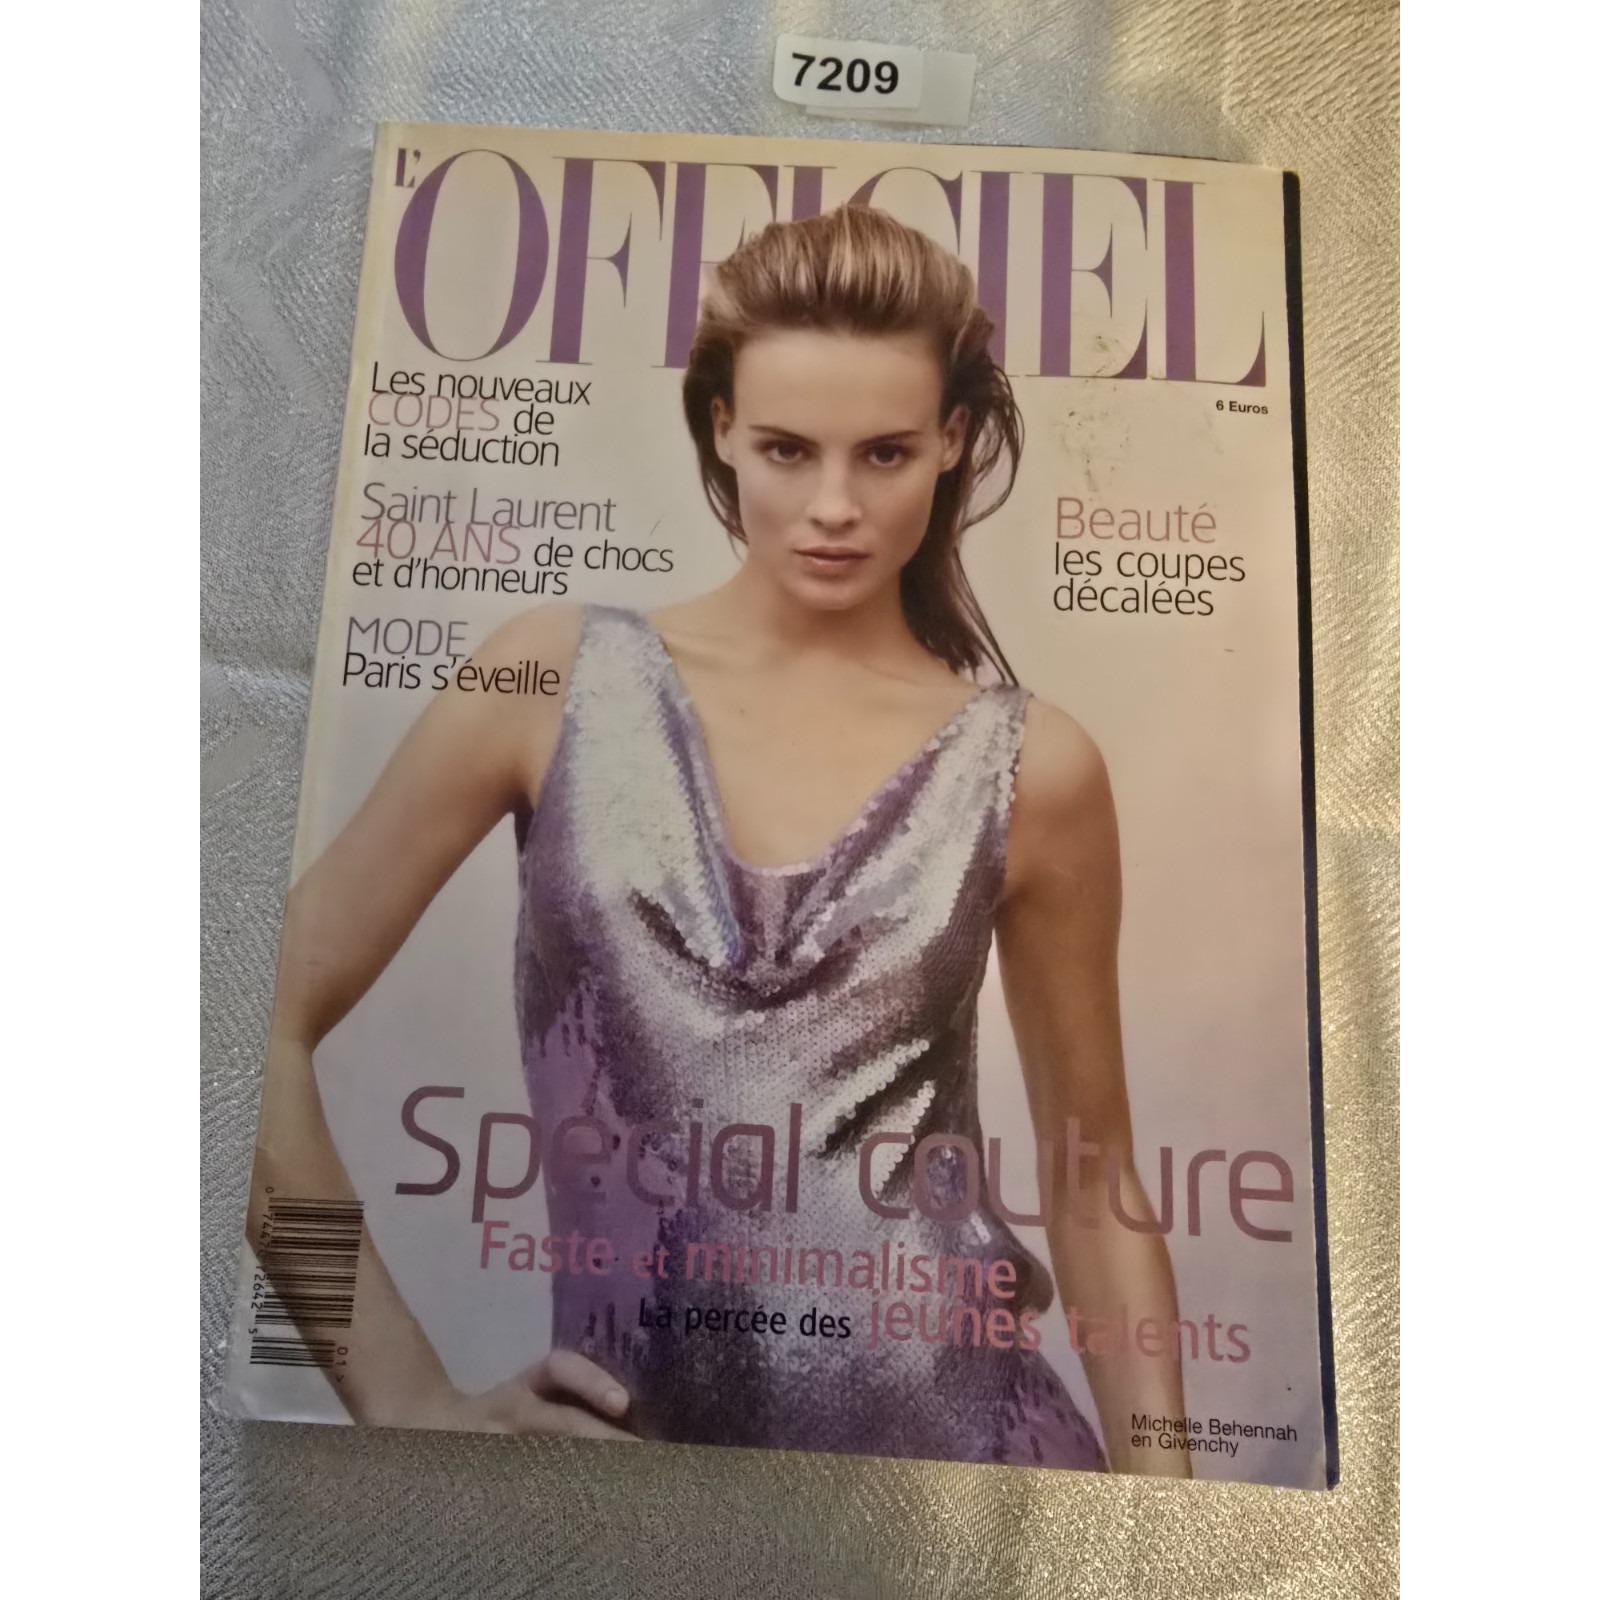 7209
L'OFFICIEL
6 Euros
Les nouveaux
CODES de
la séduction
Saint Laurent
40 ANS de chocs
et d'honneurs
MODE
Paris s'éveille
Beauté
les coupes
décalées
Spécial couture
Faste et minimalisme
La percée des jeunes talents
Michelle Behennah
en Givenchy
01>